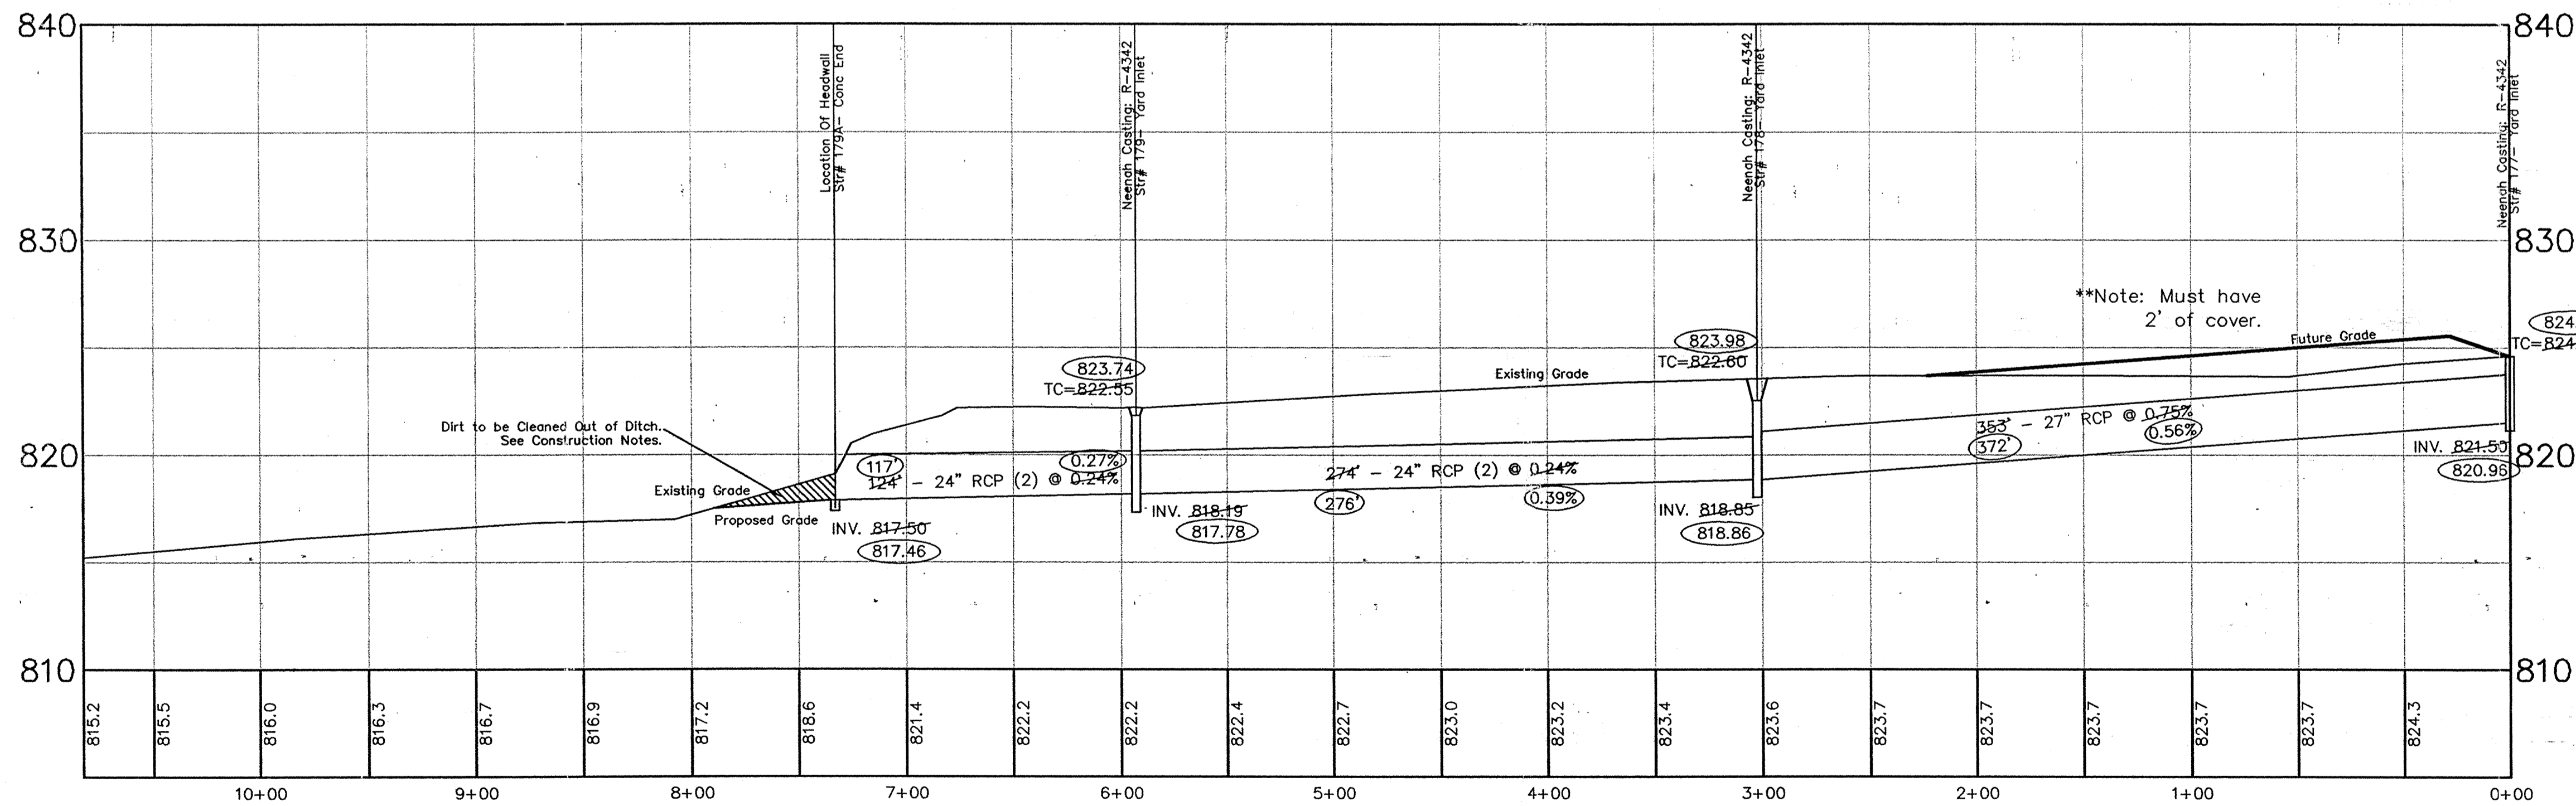 840
840
Location Of Headwall
Str# 179A- Conc End
Neenah Casting: R-4342
Str# 179- Yard Inlet
Neenah Casting: R-4342
Str# 178- Yard Inlet
Neenah Casting: R-4342
Str# 177- Yard Inlet
830
830
**Note: Must have
2' of cover.
824
TC=824
Future Grade
823.98
TC=822.60
823.74
TC=822.55
Existing Grade
353' - 27" RCP @ 0.75%
372'
0.56%
Dirt to be Cleaned Out of Ditch.
See Construction Notes.
820
820
INV. 821.50
820.96
117'
0.27%
124' - 24" RCP (2) @ 0.24%
274' - 24" RCP (2) @ 0.24%
276'
0.39%
Existing Grade
Proposed Grade
INV. 817.50
817.46
INV. 818.19
817.78
INV. 818.85
818.86
810
810
815.2
815.5
816.0
816.3
816.7
816.9
817.2
818.6
821.4
822.2
822.2
822.4
822.7
823.0
823.2
823.4
823.6
823.7
823.7
823.7
823.7
823.7
824.3
10+00
9+00
8+00
7+00
6+00
5+00
4+00
3+00
2+00
1+00
0+00